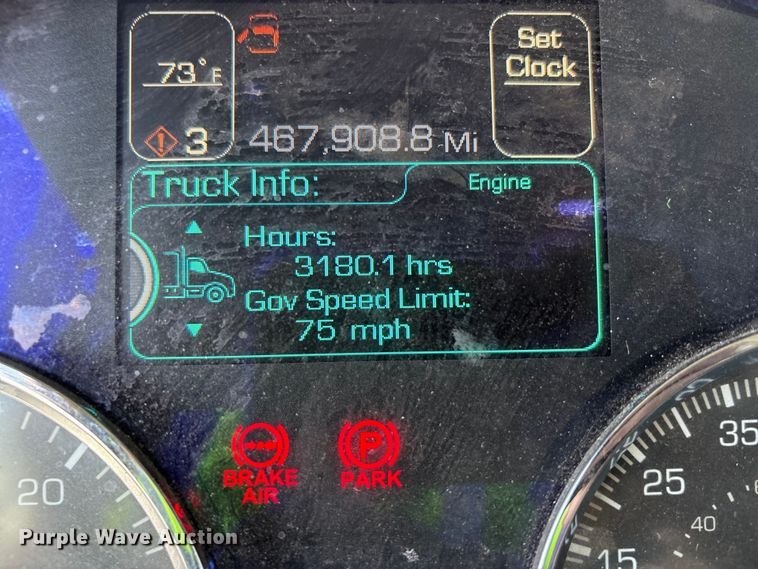 73°F
Set
Clock
3
467,908.8 Mi
Truck Info:
Engine
Hours:
3180.1 hrs
Gov Speed Limit:
75 mph
P
BRAKE
AIR
PARK
20
35
25
15
40
Purple Wave Auction